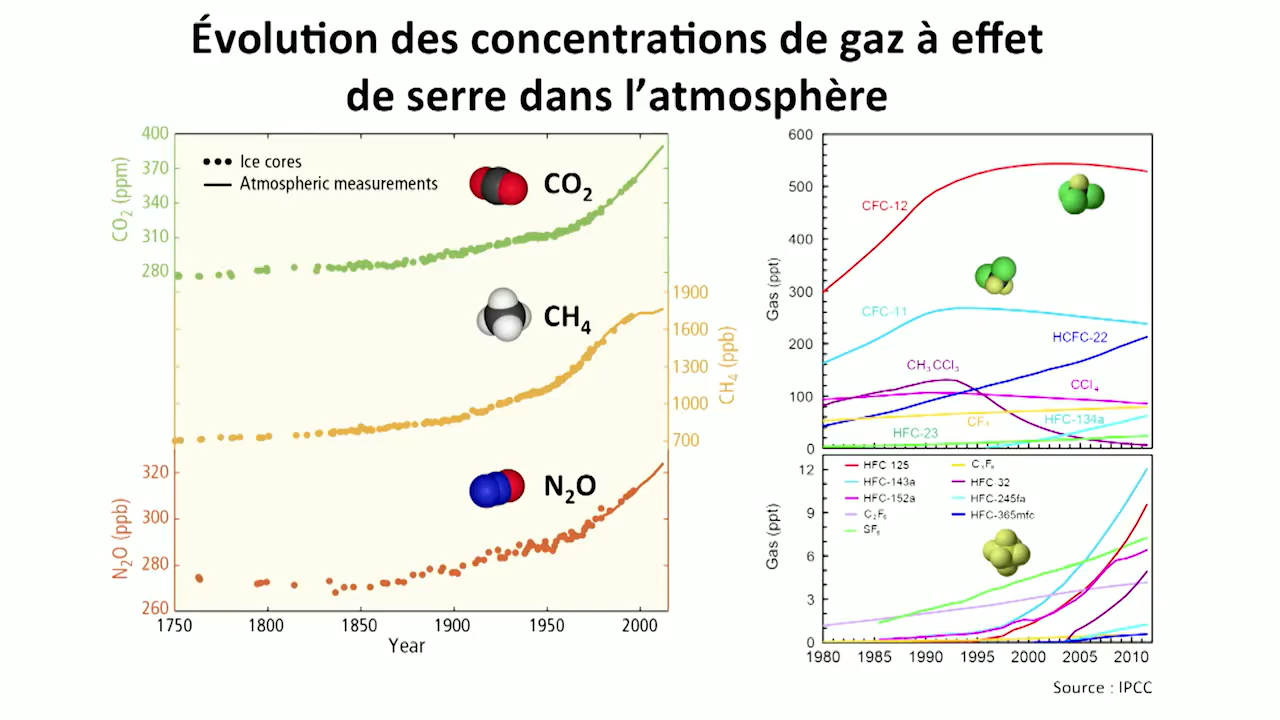 Évolution des concentrations de gaz à effet
de serre dans l'atmosphère
400
370
340
310
280
CO2 (ppm)
Ice cores
Atmospheric measurements
CO2
1900
1600
1300
1000
700
CH4 (ppb)
CH4
320
300
280
260
N2O (ppb)
N2O
1750 1800 1850 1900 1950 2000
Year
600
500
400
300
200
100
0
Gas (ppt)
CFC-12
CFC-11
HCFC-22
CH3CCl3
CCl4
CF4
HFC-134a
HFC-23
12
9
6
3
0
Gas (ppt)
HFC-125
HFC-143a
HFC-152a
C2F6
SF6
C3F8
HFC-32
HFC-245fa
HFC-365mfc
1980 1985 1990 1995 2000 2005 2010
Source : IPCC